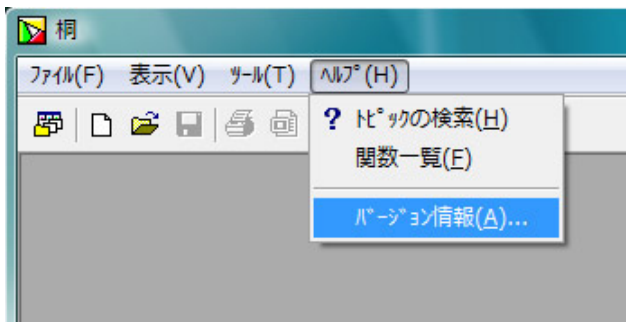 桐
ﾌｧｲﾙ(F) 表示(V) ﾂｰﾙ(T) ﾍﾙﾌﾟ(H)
? ﾄﾋﾟｯｸの検索(H)
関数一覧(F)
ﾊﾞｰｼﾞｮﾝ情報(A)...